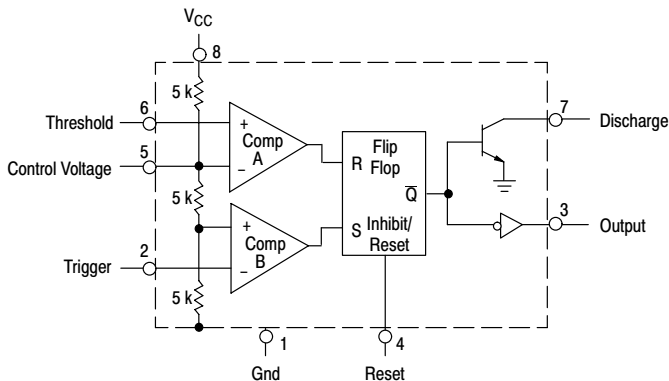 V_CC
8
5 k
6
Threshold
+
Comp
A
−
5
Control Voltage
5 k
+
Comp
B
−
2
Trigger
5 k
R
Flip
Flop
Q̅
S
Inhibit/
Reset
7
Discharge
3
Output
1
Gnd
4
Reset